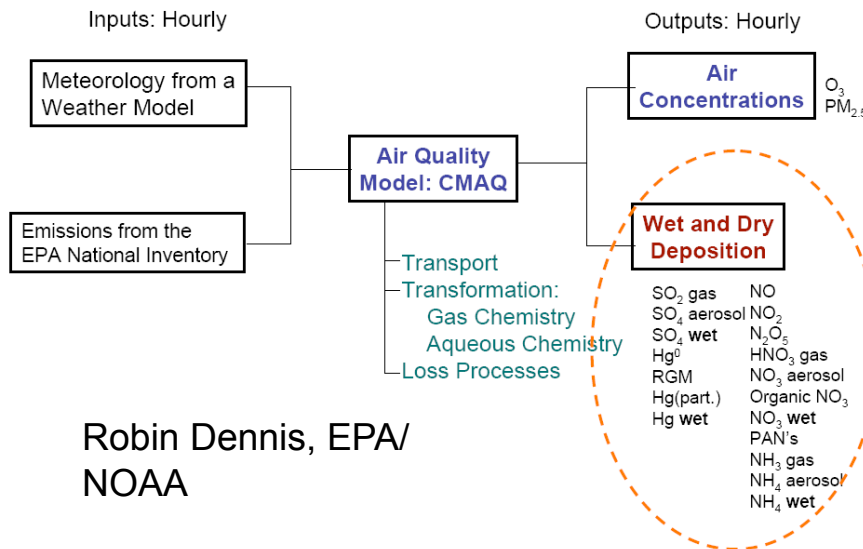 Inputs: Hourly
Outputs: Hourly
Meteorology from a
Weather Model
Emissions from the
EPA National Inventory
Air Quality
Model: CMAQ
Transport
Transformation:
Gas Chemistry
Aqueous Chemistry
Loss Processes
Air
Concentrations
O₃
PM₂.₅
Wet and Dry
Deposition
SO₂ gas
SO₄ aerosol
SO₄ wet
Hg⁰
RGM
Hg(part.)
Hg wet
NO
NO₂
N₂O₅
HNO₃ gas
NO₃ aerosol
Organic NO₃
NO₃ wet
PAN's
NH₃ gas
NH₄ aerosol
NH₄ wet
Robin Dennis, EPA/
NOAA